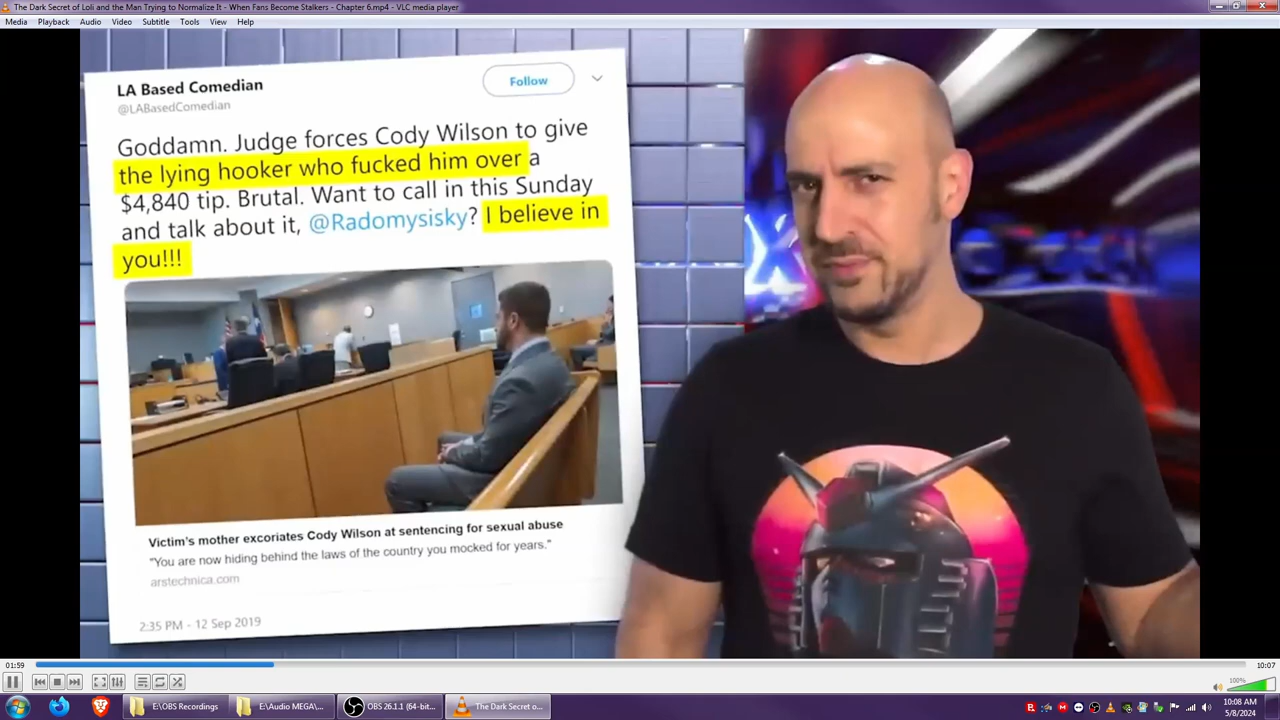 The Dark Secret of Loli and the Man Trying to Normalize It - When Fans Become Stalkers - Chapter 6.mp4 - VLC media player
Media Playback Audio Video Subtitle Tools View Help
LA Based Comedian
@LABasedComedian
Follow
Goddamn. Judge forces Cody Wilson to give
the lying hooker who fucked him over a
$4,840 tip. Brutal. Want to call in this Sunday
and talk about it, @Radomysisky? I believe in
you!!!
Victim's mother excoriates Cody Wilson at sentencing for sexual abuse
"You are now hiding behind the laws of the country you mocked for years."
arstechnica.com
2:35 PM - 12 Sep 2019
01:59
10:07
100%
E:\OBS Recordings
E:\Audio MEGA\...
OBS 26.1.1 (64-bit...
The Dark Secret o...
10:08 AM
5/8/2024